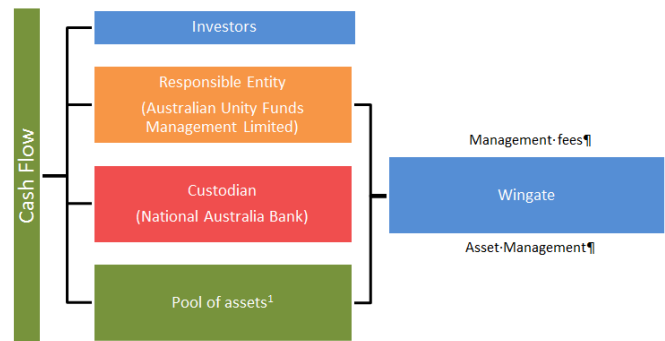 Cash Flow
Investors
Responsible Entity
(Australian Unity Funds
Management Limited)
Custodian
(National Australia Bank)
Pool of assets¹
Management·fees¶
Wingate
Asset·Management¶